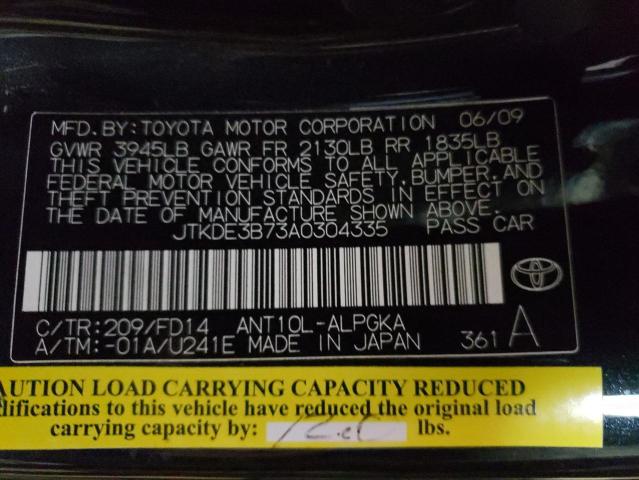 MFD.BY:TOYOTA MOTOR CORPORATION 06/09
GVWR 3945LB GAWR FR 2130LB RR 1835LB
THIS VEHICLE CONFORMS TO ALL APPLICABLE
FEDERAL MOTOR VEHICLE SAFETY,BUMPER,AND
THEFT PREVENTION STANDARDS IN EFFECT ON
THE DATE OF MANUFACTURE SHOWN ABOVE.
JTKDE3B73A0304335 PASS CAR
C/TR:209/FD14 ANT10L-ALPGKA
A/TM:-01A/U241E MADE IN JAPAN 361 A
AUTION LOAD CARRYING CAPACITY REDUCED
difications to this vehicle have reduced the original load
carrying capacity by: lbs.